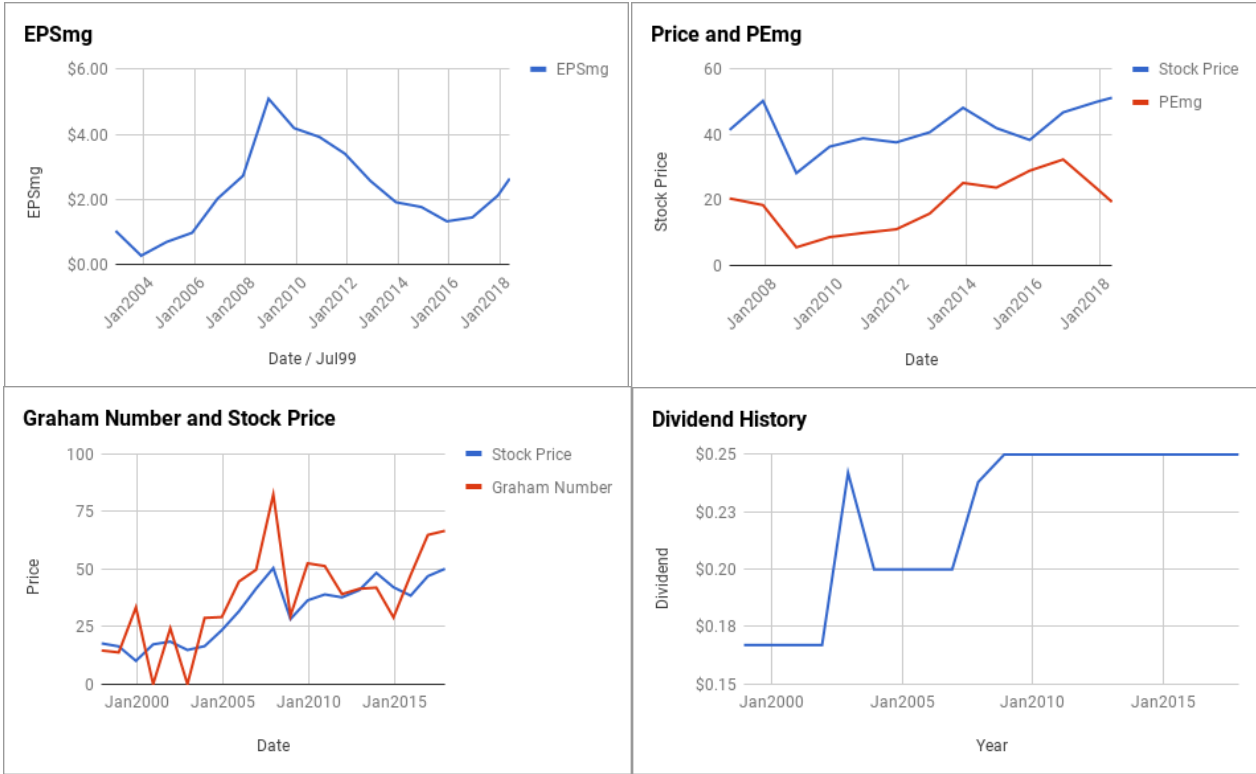 EPSmg
$6.00
EPSmg
$4.00
EPSmg
$2.00
$0.00
Jan2004
Jan2006
Jan2008
Jan2010
Jan2012
Jan2014
Jan2016
Jan2018
Date / Jul99
Price and PEmg
60
Stock Price
PEmg
40
Stock Price
20
0
Jan2008
Jan2010
Jan2012
Jan2014
Jan2016
Jan2018
Date
Graham Number and Stock Price
100
Stock Price
Graham Number
75
Price
50
25
0
Jan2000 Jan2005 Jan2010 Jan2015
Date
Dividend History
$0.25
$0.23
Dividend
$0.20
$0.18
$0.15
Jan2000 Jan2005 Jan2010 Jan2015
Year